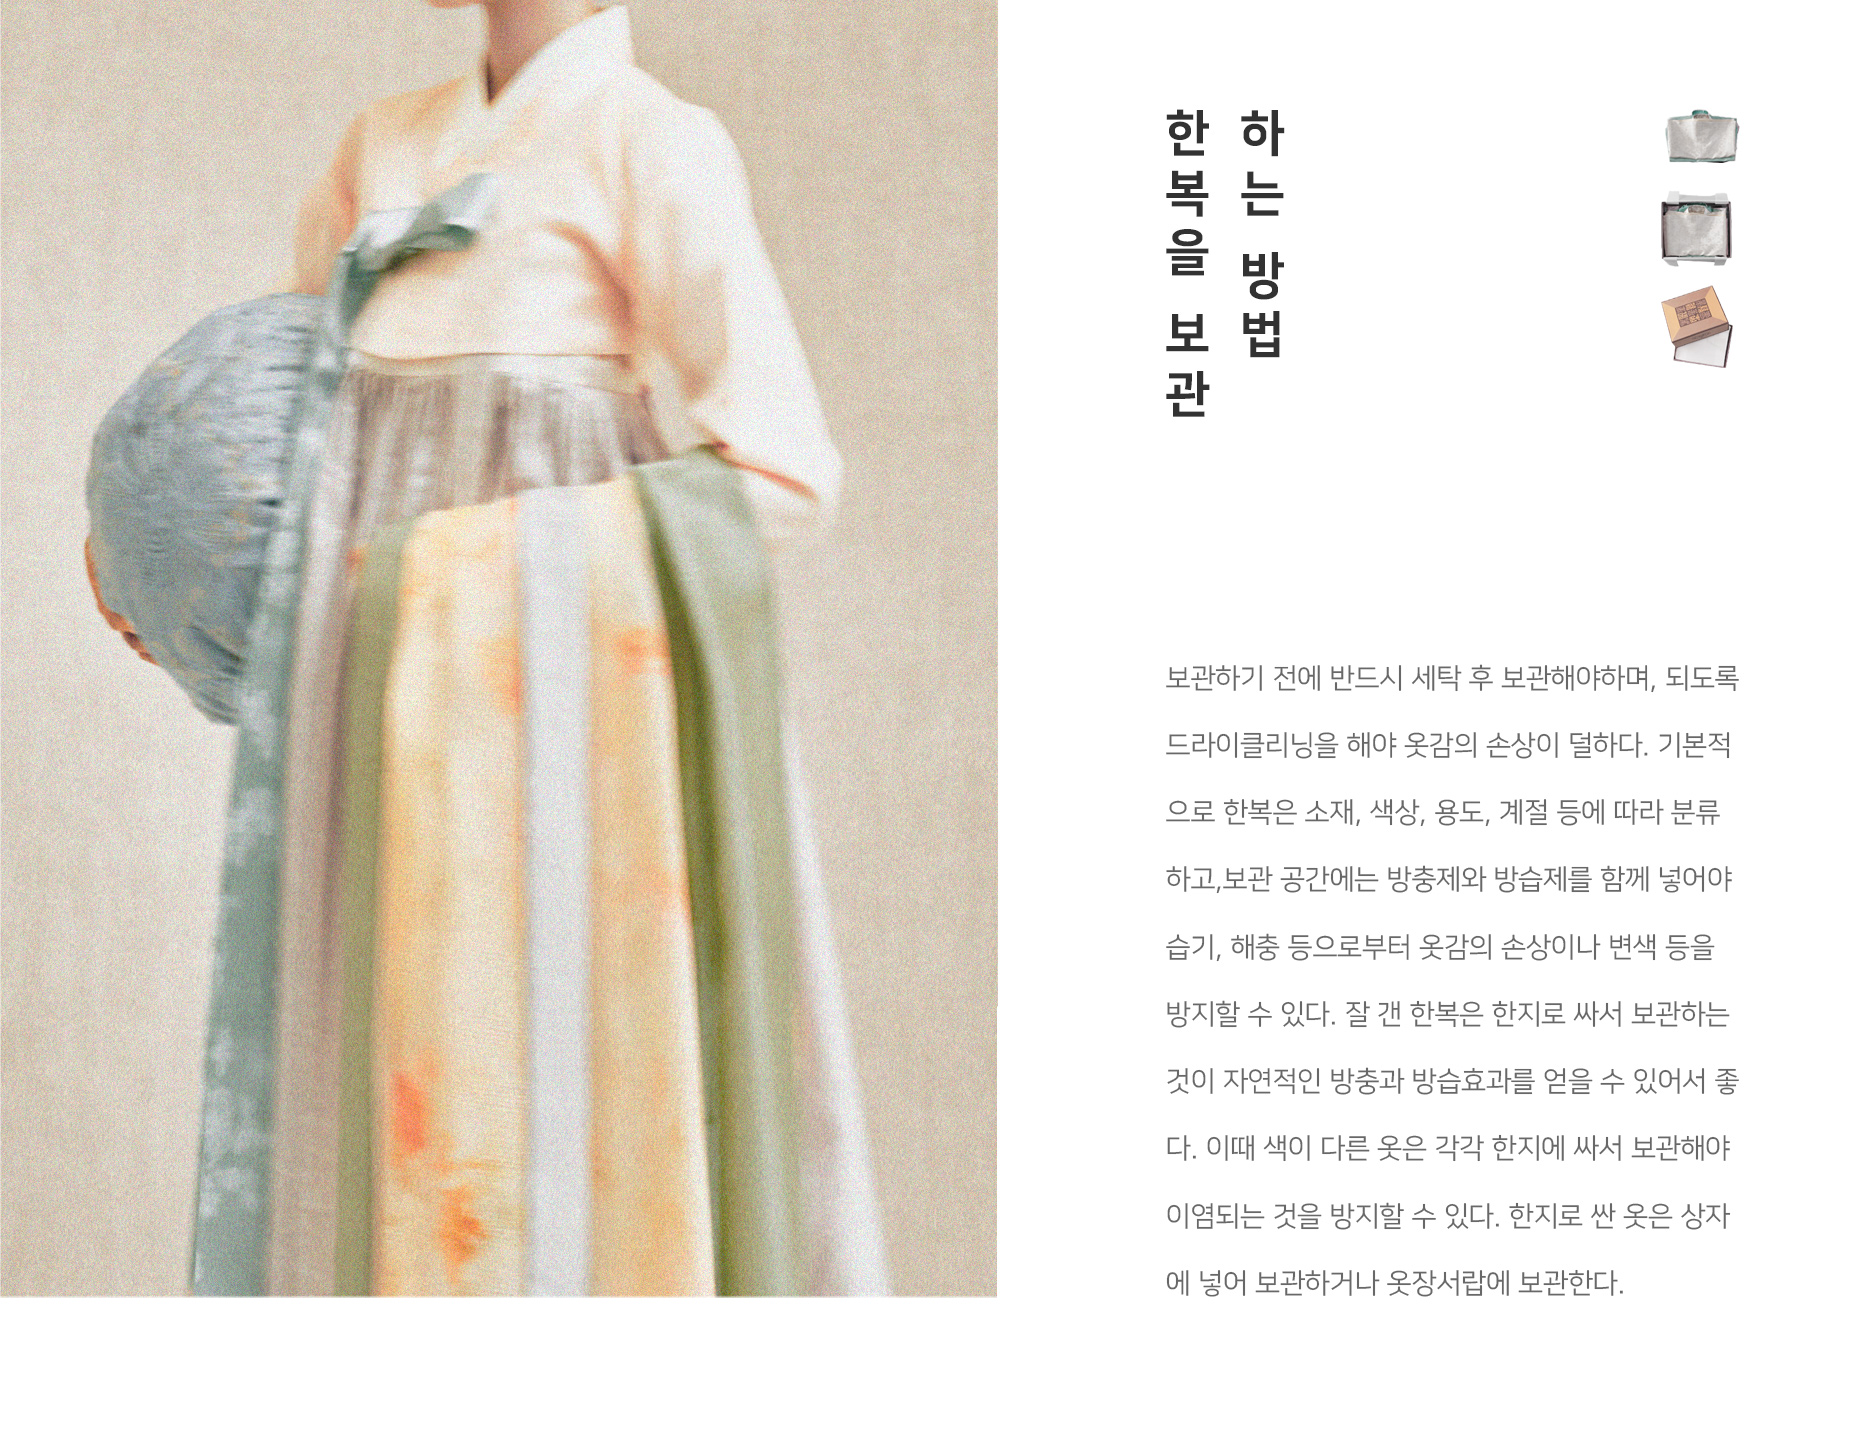 한복을 보관
하는 방법
보관하기 전에 반드시 세탁 후 보관해야하며, 되도록
드라이클리닝을 해야 옷감의 손상이 덜하다. 기본적
으로 한복은 소재, 색상, 용도, 계절 등에 따라 분류
하고,보관 공간에는 방충제와 방습제를 함께 넣어야
습기, 해충 등으로부터 옷감의 손상이나 변색 등을
방지할 수 있다. 잘 갠 한복은 한지로 싸서 보관하는
것이 자연적인 방충과 방습효과를 얻을 수 있어서 좋
다. 이때 색이 다른 옷은 각각 한지에 싸서 보관해야
이염되는 것을 방지할 수 있다. 한지로 싼 옷은 상자
에 넣어 보관하거나 옷장서랍에 보관한다.